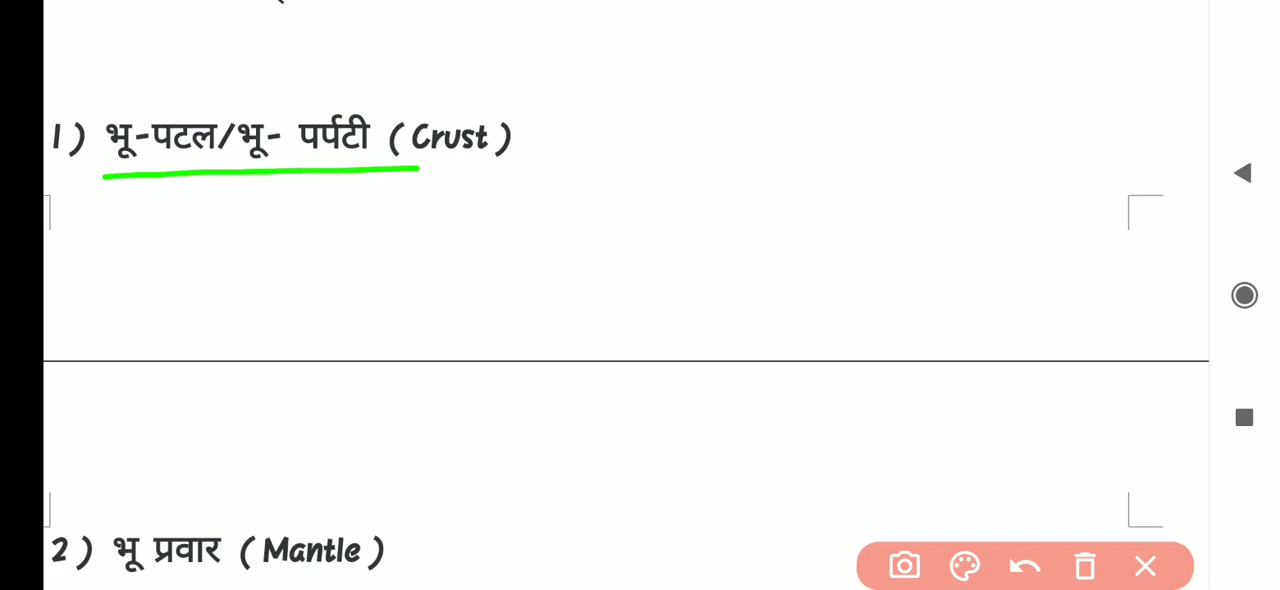 1) भू-पटल/भू- पर्पटी (Crust)
2) भू प्रवार (Mantle)